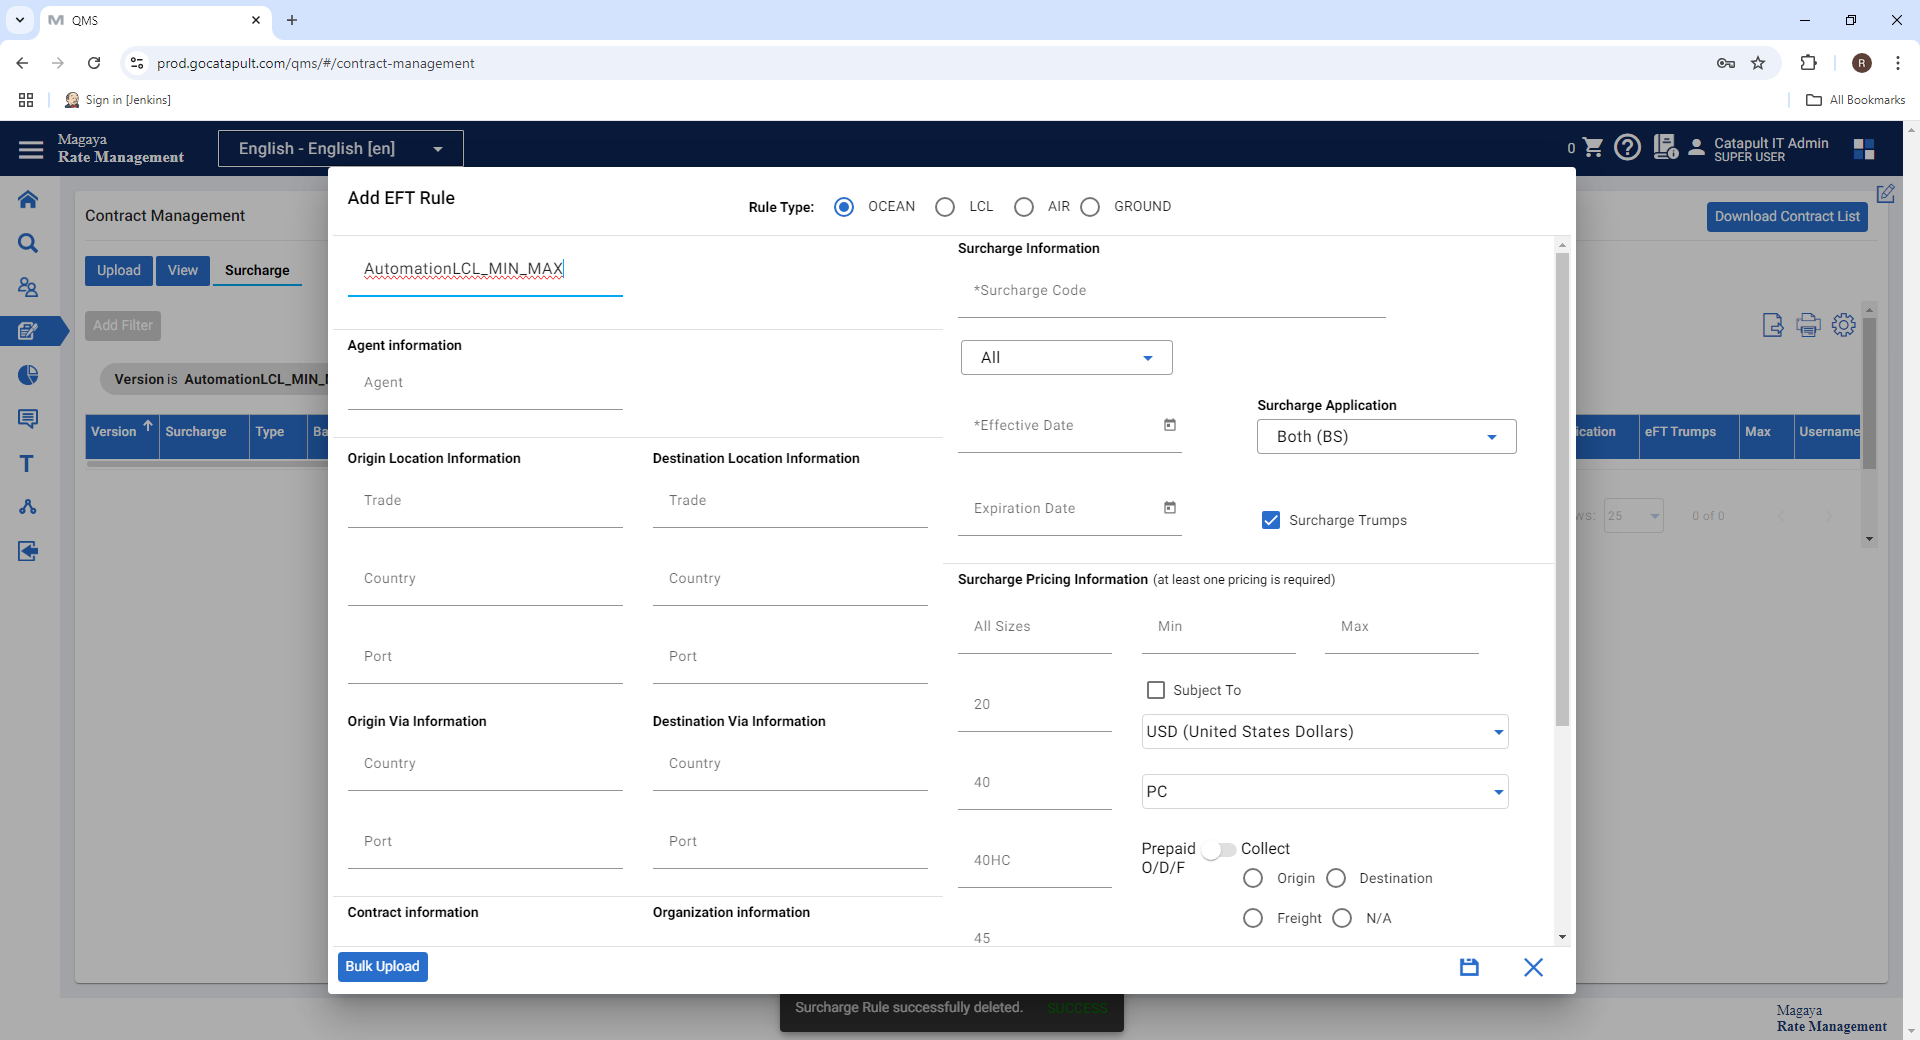 QMS
prod.gocatapult.com/qms/#/contract-management
R
Sign in [Jenkins]
All Bookmarks
Magaya
Rate Management
English - English [en]
0
Catapult IT Admin
SUPER USER
Contract Management
Download Contract List
Upload
View
Surcharge
Add Filter
Version is AutomationLCL_MIN_
Version
Surcharge
Type
Ba
ication
eFT Trumps
Max
Username
ws:
25
0 of 0
Add EFT Rule
Rule Type:
OCEAN
LCL
AIR
GROUND
AutomationLCL_MIN_MAX
Agent information
Agent
Origin Location Information
Destination Location Information
Trade
Trade
Country
Country
Port
Port
Origin Via Information
Destination Via Information
Country
Country
Port
Port
Contract information
Organization information
Surcharge Information
*Surcharge Code
All
*Effective Date
Surcharge Application
Both (BS)
Expiration Date
Surcharge Trumps
Surcharge Pricing Information (at least one pricing is required)
All Sizes
Min
Max
20
Subject To
USD (United States Dollars)
40
PC
40HC
Prepaid
Collect
O/D/F
Origin
Destination
Freight
N/A
45
Bulk Upload
Surcharge Rule successfully deleted.
SUCCESS
Magaya
Rate Management